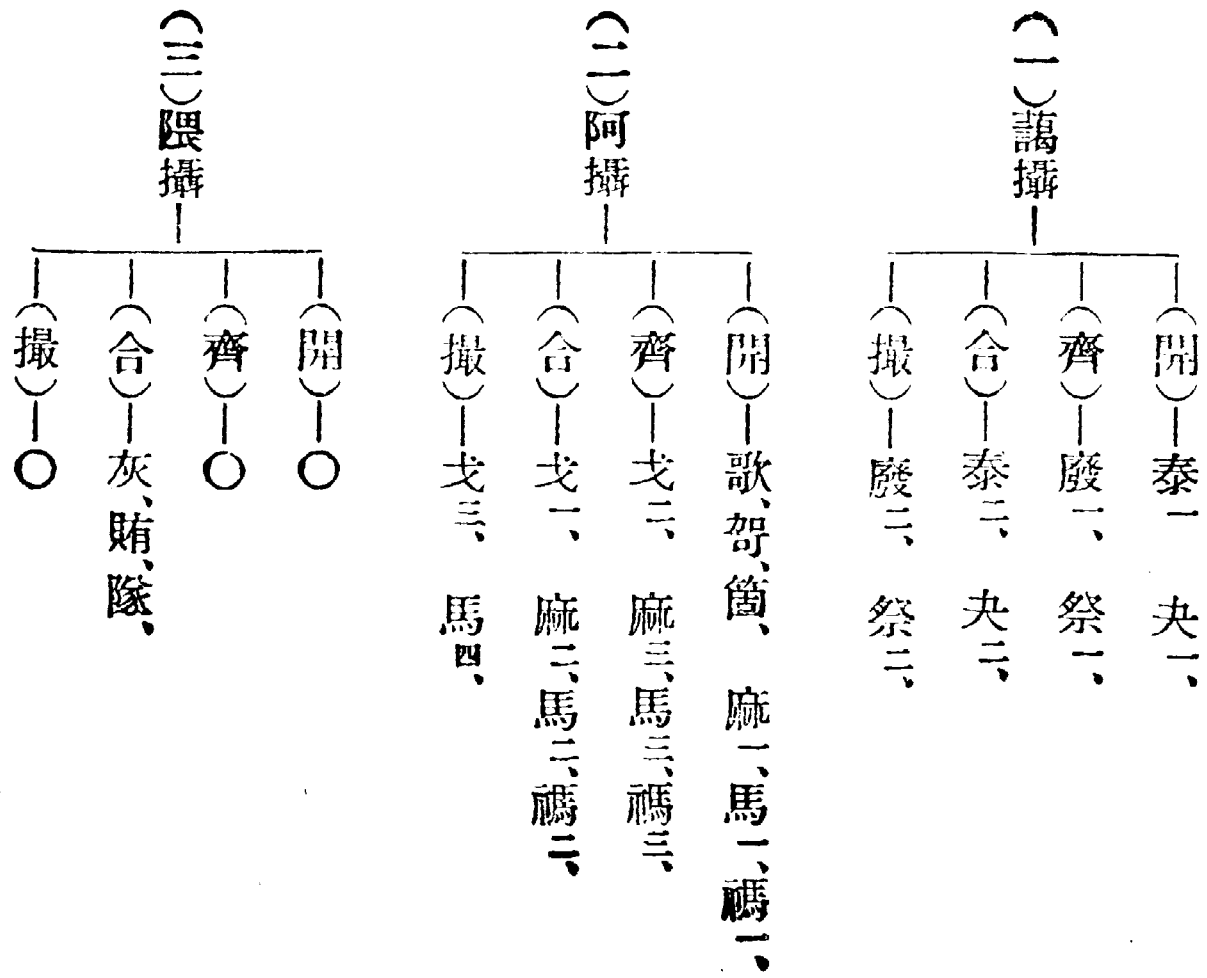 （一）藹攝
（開）泰一　夬一、
（齊）廢一、祭一、
（合）泰二、夬二、
（撮）廢二、祭二、
（二）阿攝
（開）歌、哿、箇、麻一、馬一、禡一、
（齊）戈二、麻三、馬三、禡三、
（合）戈一、麻二、馬二、禡二、
（撮）戈三、馬四、
（三）隈攝
（開）〇
（齊）〇
（合）灰、賄、隊、
（撮）〇